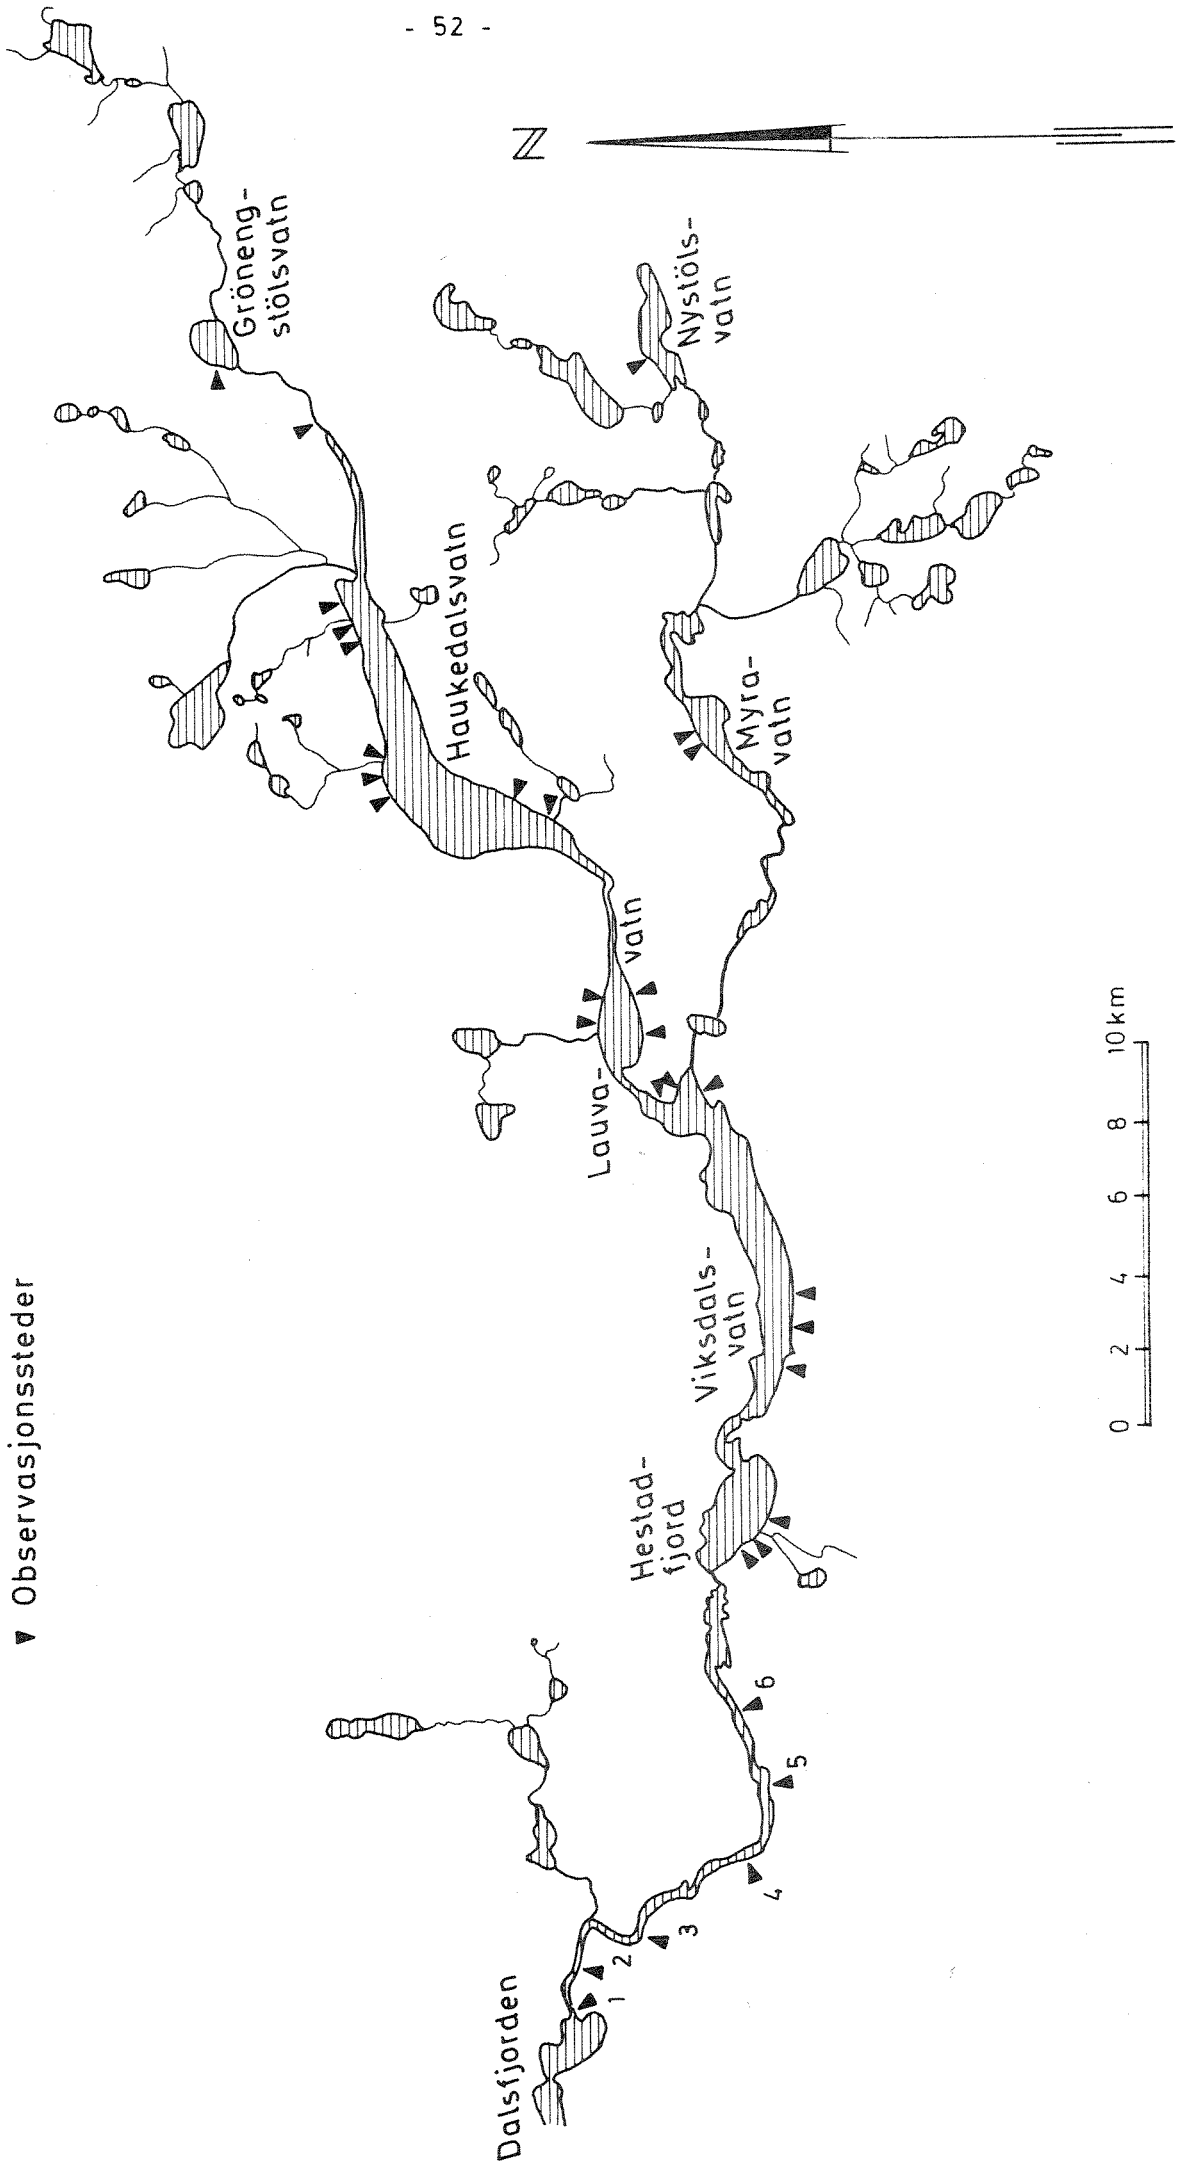 - 52 -
▼ Observasjonssteder
N
Gröneng-
stölsvatn
Nystöls-
vatn
Haukedalsvatn
Myra-
vatn
Lauva-
vatn
Viksdals-
vatn
Hestad-
fjord
Dalsfjorden
1
2
3
4
5
6
0 2 4 6 8 10 km